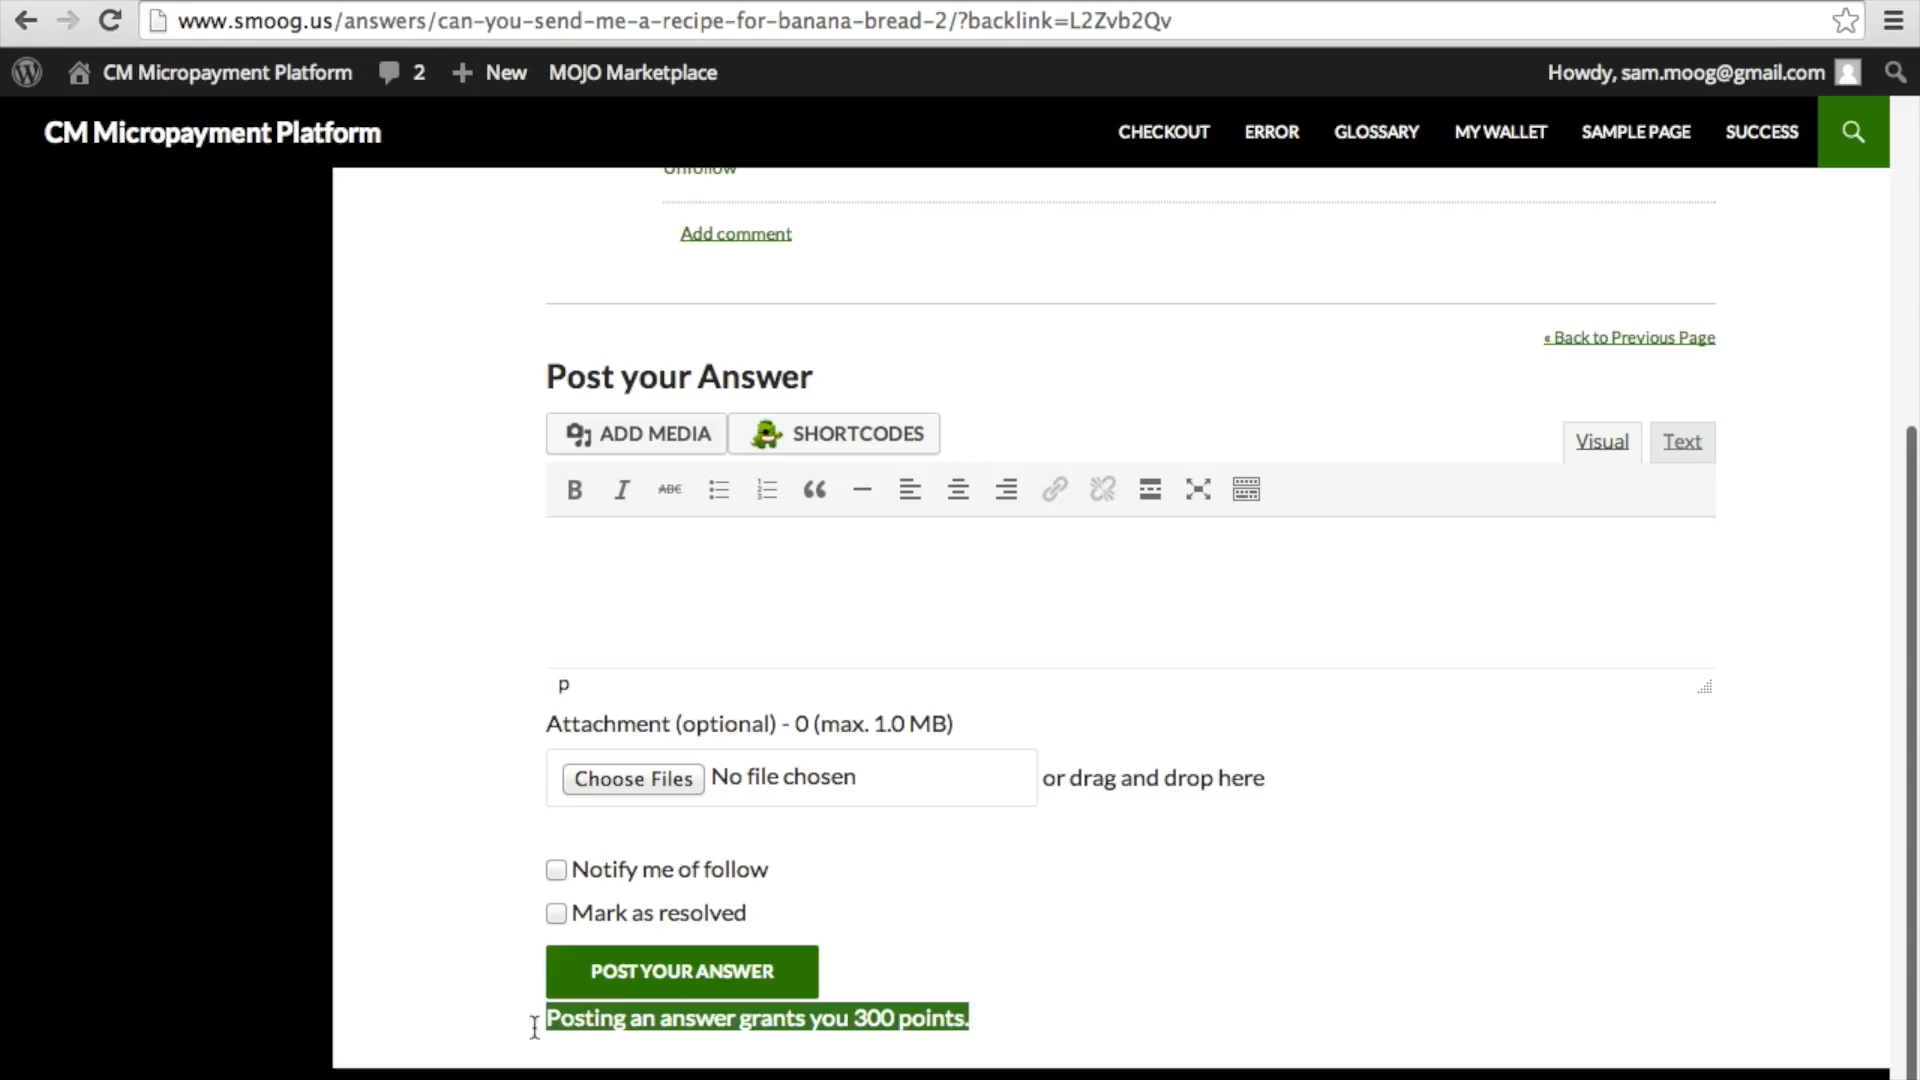 www.smoog.us/answers/can-you-send-me-a-recipe-for-banana-bread-2/?backlink=L2Zvb2Qv
CM Micropayment Platform 2 New MOJO Marketplace Howdy, sam.moog@gmail.com
CM Micropayment Platform CHECKOUT ERROR GLOSSARY MY WALLET SAMPLE PAGE SUCCESS
Unfollow
Add comment
« Back to Previous Page
Post your Answer
ADD MEDIA SHORTCODES Visual Text
B I ABC
p
Attachment (optional) - 0 (max. 1.0 MB)
Choose Files No file chosen or drag and drop here
Notify me of follow
Mark as resolved
POST YOUR ANSWER
Posting an answer grants you 300 points.